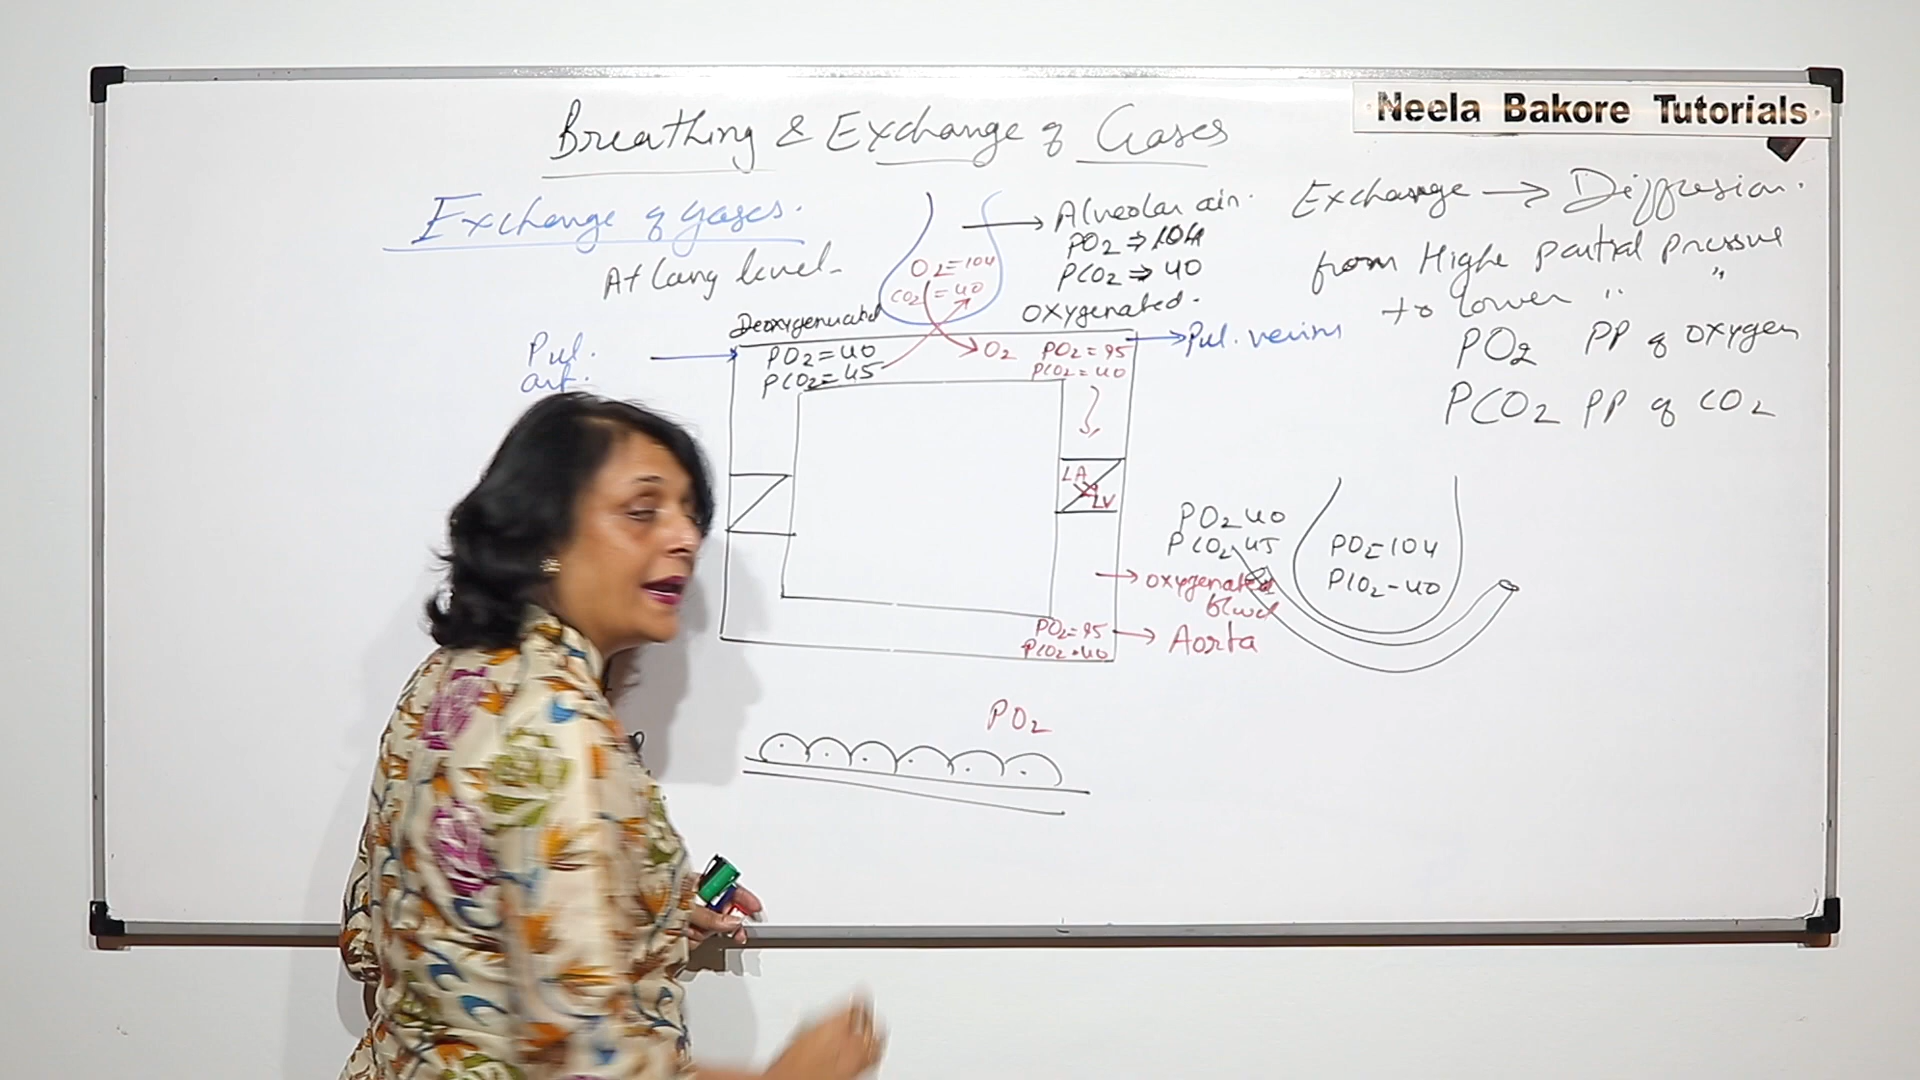 Neela Bakore Tutorials
Breathing & Exchange of Gases
Exchange of gases.
At lung level
Pul.
art.
Deoxygenated
PO2 = 40
PCO2 = 45
O2 = 104
CO2 = 40
O2
Alveolar air.
PO2 ⇒ 104
PCO2 ⇒ 40
Oxygenated
PO2 = 95
PCO2 = 40
Pul. veins
LA
LV
oxygenated
blood
PO2 = 95
PCO2 = 40
Aorta
PO2
Exchange → Diffusion.
from High partial pressure
to lower " "
PO2 PP of oxygen
PCO2 PP of CO2
PO2 40
PCO2 45
PO2 104
PCO2 - 40